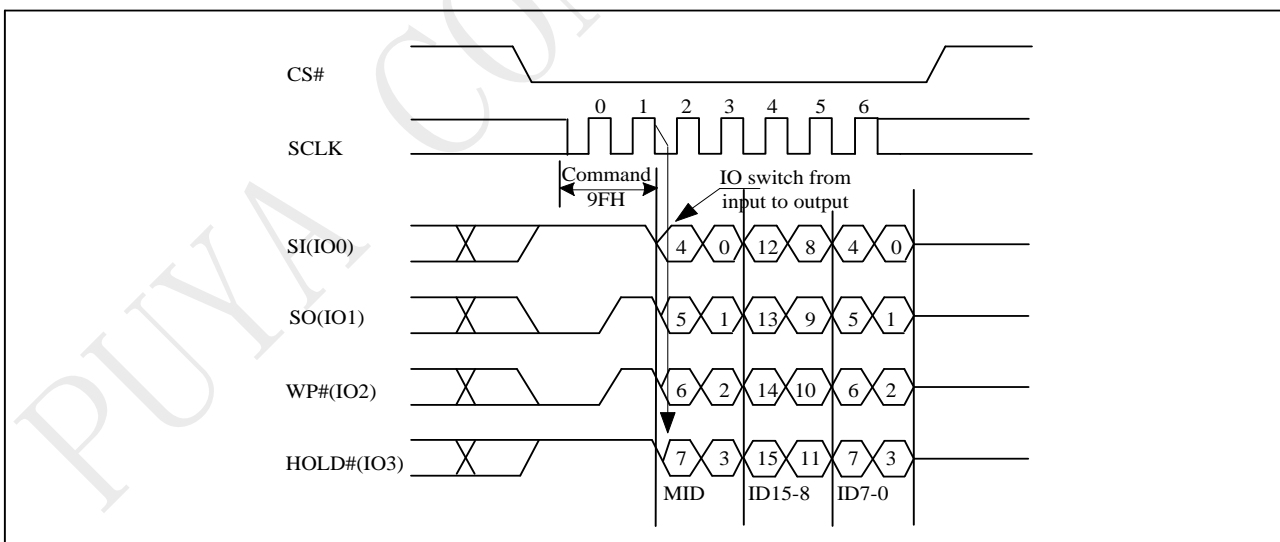 PUYA CON
CS#
0 1 2 3 4 5 6
SCLK
Command
9FH
IO switch from
input to output
SI(IO0) 4 0 12 8 4 0
SO(IO1) 5 1 13 9 5 1
WP#(IO2) 6 2 14 10 6 2
HOLD#(IO3) 7 3 15 11 7 3
MID ID15-8 ID7-0